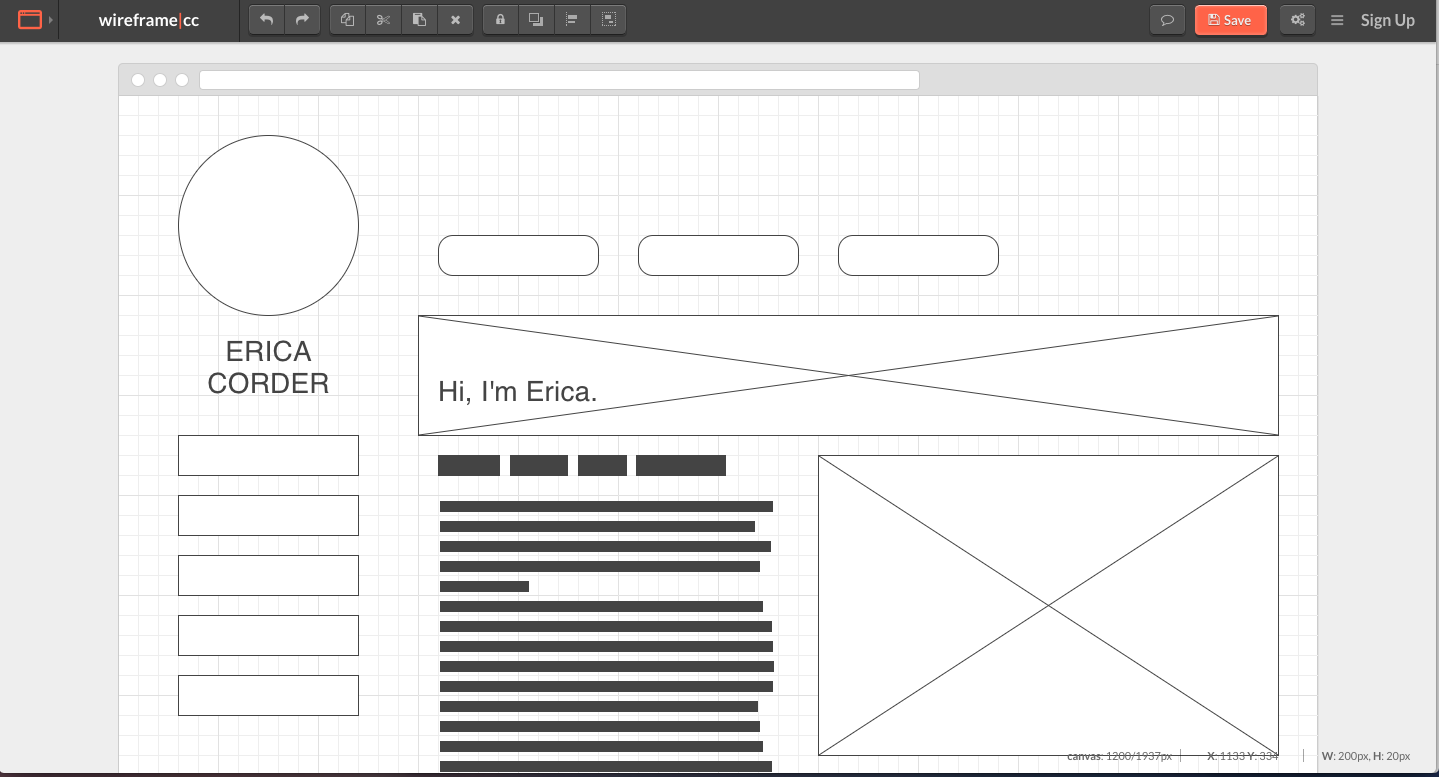 wireframe|cc
Save
Sign Up
ERICA
CORDER
Hi, I'm Erica.
canvas: 1200/1937px
X: 1133 Y: 334
W: 200px, H: 20px